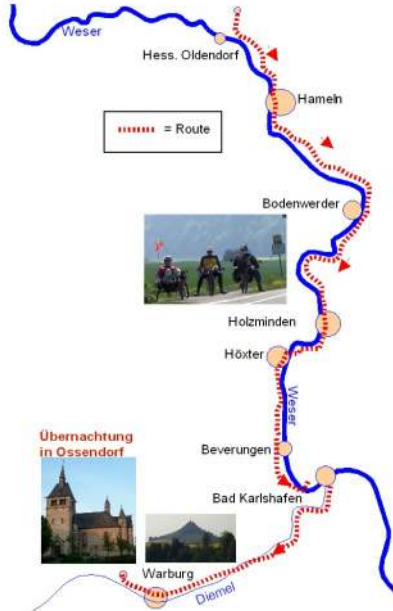 Weser
Hess. Oldendorf
Hameln
= Route
Bodenwerder
Holzminden
Höxter
Weser
Übernachtung
in Ossendorf
Beverungen
Bad Karlshafen
Warburg
Diemel